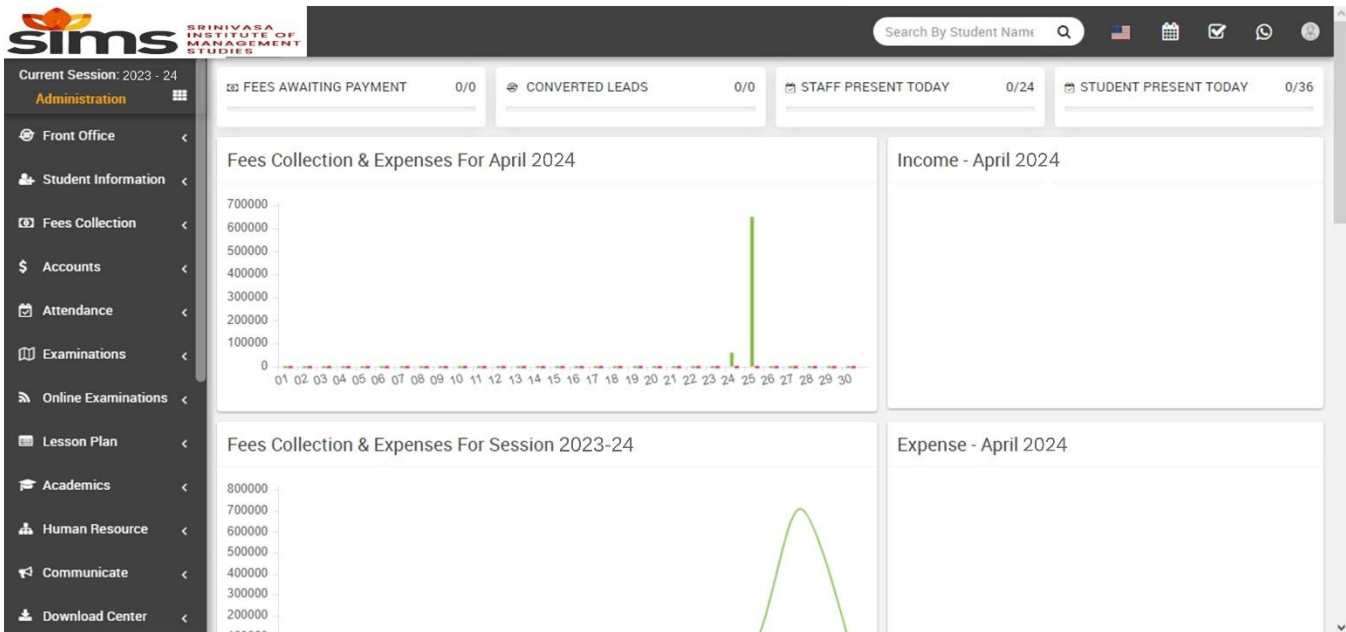 sims
SRINIVASA
INSTITUTE OF
MANAGEMENT
STUDIES
Search By Student Name
Current Session: 2023 - 24
Administration
Front Office
Student Information
Fees Collection
$ Accounts
Attendance
Examinations
Online Examinations
Lesson Plan
Academics
Human Resource
Communicate
Download Center
FEES AWAITING PAYMENT 0/0
CONVERTED LEADS 0/0
STAFF PRESENT TODAY 0/24
STUDENT PRESENT TODAY 0/36
Fees Collection & Expenses For April 2024
700000
600000
500000
400000
300000
200000
100000
0
01 02 03 04 05 06 07 08 09 10 11 12 13 14 15 16 17 18 19 20 21 22 23 24 25 26 27 28 29 30
Income - April 2024
Fees Collection & Expenses For Session 2023-24
800000
700000
600000
500000
400000
300000
200000
Expense - April 2024